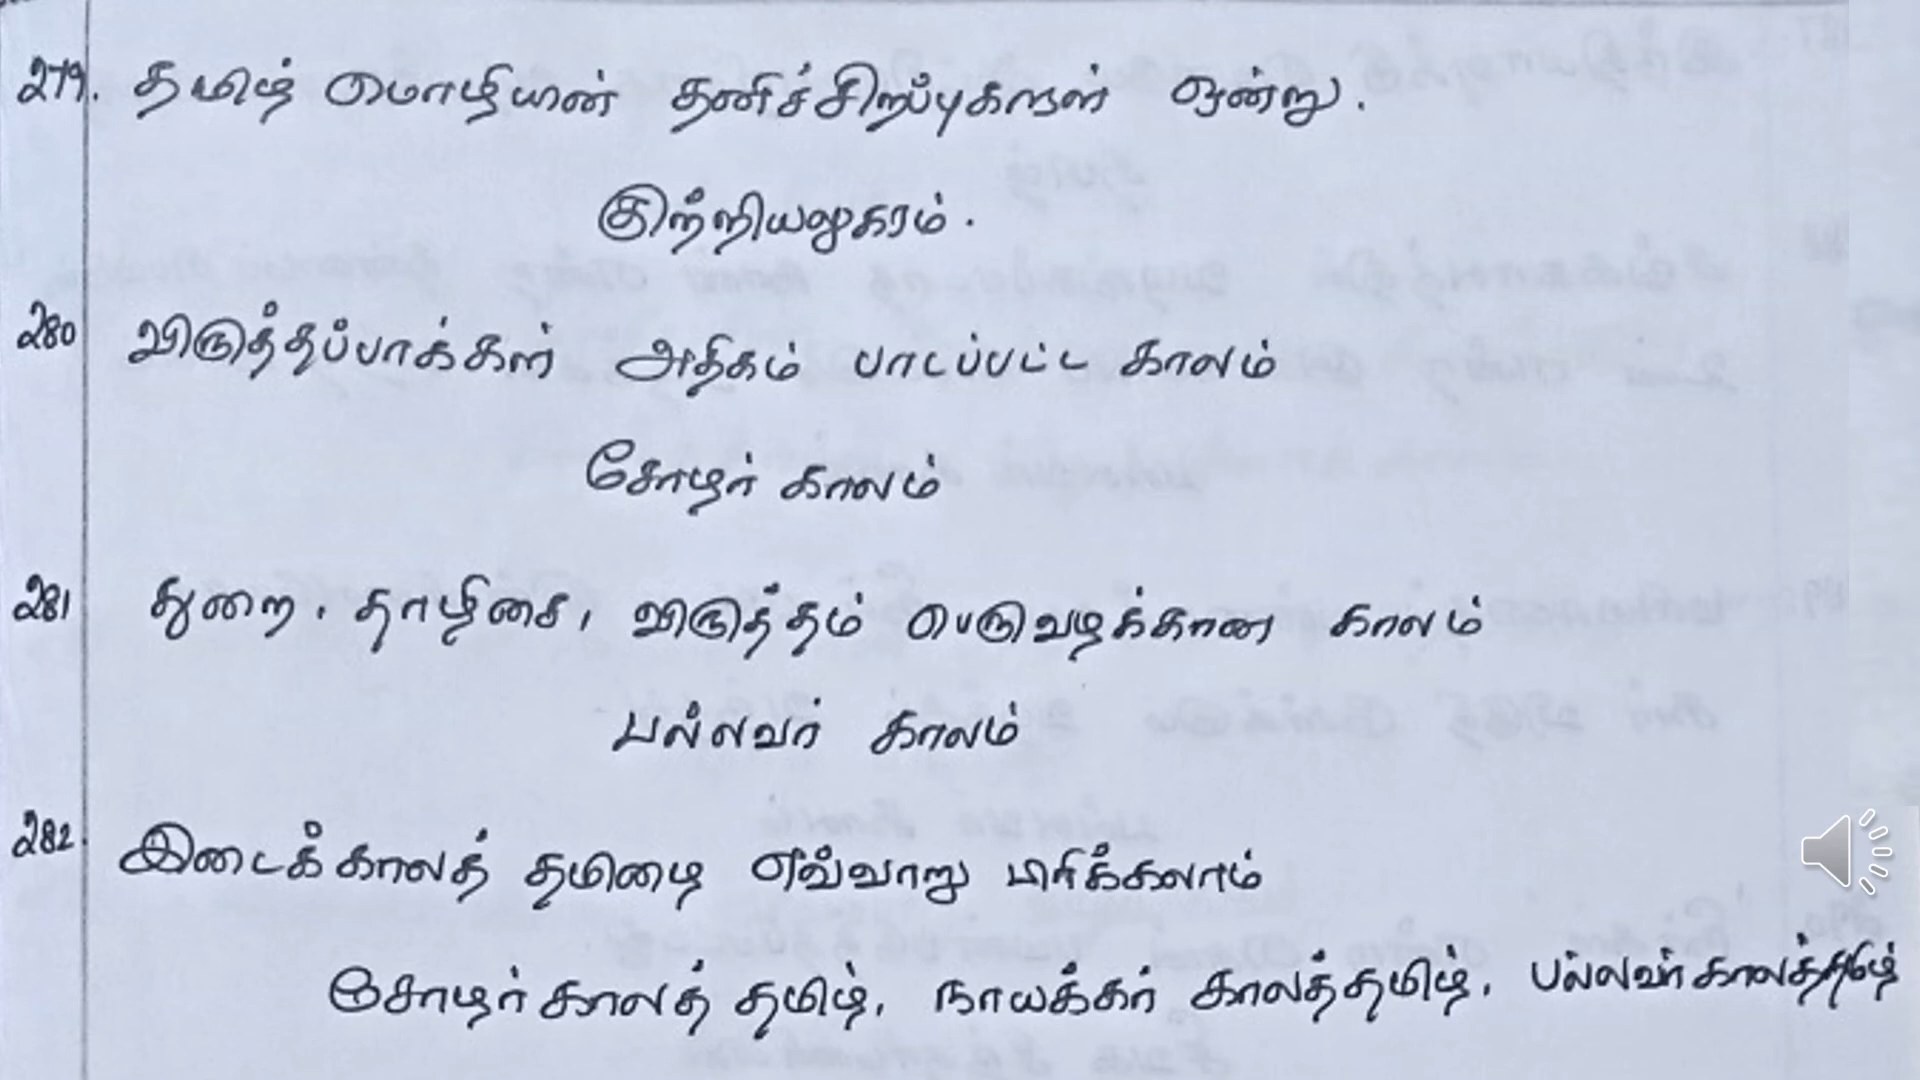 279. தமிழ் மொழியின் தனிச்சிறப்புகளுள் ஒன்று.
குற்றியலுகரம்.
280 விருத்தப்பாக்கள் அதிகம் பாடப்பட்ட காலம்
சோழர் காலம்
281 துறை, தாழிசை, விருத்தம் பெருவழக்கான காலம்
பல்லவர் காலம்
282. இடைக்காலத் தமிழை எவ்வாறு பிரிக்கலாம்
சோழர் காலத் தமிழ், நாயக்கர் காலத்தமிழ், பல்லவர்காலத்தமிழ்